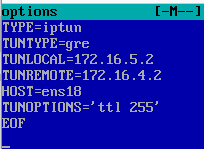 options [-M--]
TYPE=iptun
TUNTYPE=gre
TUNLOCAL=172.16.5.2
TUNREMOTE=172.16.4.2
HOST=ens18
TUNOPTIONS='ttl 255'
EOF